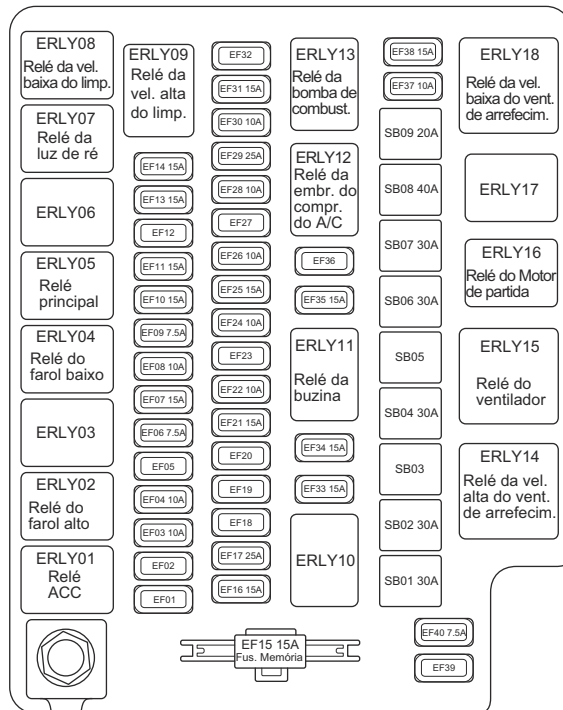 ERLY08
Relé da vel.
baixa do limp.
ERLY07
Relé da
luz de ré
ERLY06
ERLY05
Relé
principal
ERLY04
Relé do
farol baixo
ERLY03
ERLY02
Relé do
farol alto
ERLY01
Relé
ACC
ERLY09
Relé da
vel. alta
do limp.
EF14 15A
EF13 15A
EF12
EF11 15A
EF10 15A
EF09 7.5A
EF08 10A
EF07 15A
EF06 7.5A
EF05
EF04 10A
EF03 10A
EF02
EF01
EF32
EF31 15A
EF30 10A
EF29 25A
EF28 10A
EF27
EF26 10A
EF25 15A
EF24 10A
EF23
EF22 10A
EF21 15A
EF20
EF19
EF18
EF17 25A
EF16 15A
ERLY13
Relé da
bomba de
combust.
ERLY12
Relé da
embr. do
compr.
do A/C
EF36
EF35 15A
ERLY11
Relé da
buzina
EF34 15A
EF33 15A
ERLY10
EF38 15A
EF37 10A
SB09 20A
SB08 40A
SB07 30A
SB06 30A
SB05
SB04 30A
SB03
SB02 30A
SB01 30A
ERLY18
Relé da vel.
baixa do vent.
de arrefecim.
ERLY17
ERLY16
Relé do Motor
de partida
ERLY15
Relé do
ventilador
ERLY14
Relé da vel.
alta do vent.
de arrefecim.
EF15 15A
Fus. Memória
EF40 7.5A
EF39